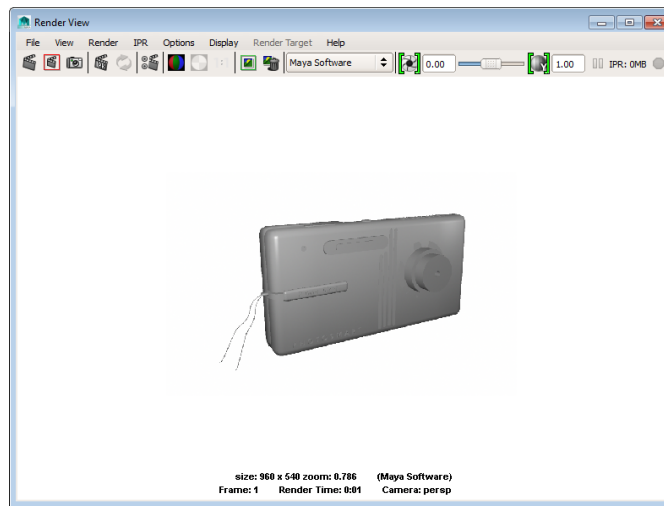 Render View
File View Render IPR Options Display Render Target Help
Maya Software 0.00 1.00 IPR: 0MB
size: 960 x 540 zoom: 0.786 (Maya Software)
Frame: 1 Render Time: 0:01 Camera: persp